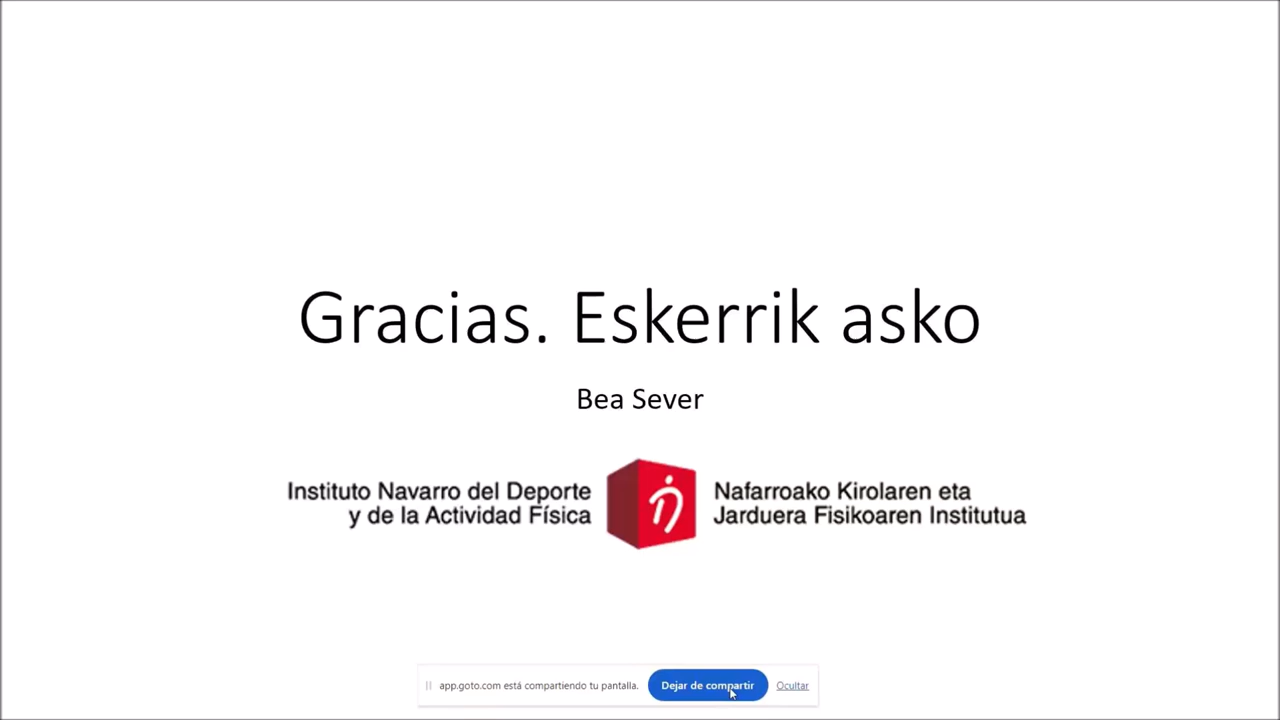 Gracias. Eskerrik asko
Bea Sever
Instituto Navarro del Deporte
y de la Actividad Física
Nafarroako Kirolaren eta
Jarduera Fisikoaren Institutua
app.goto.com está compartiendo tu pantalla. Dejar de compartir Ocultar